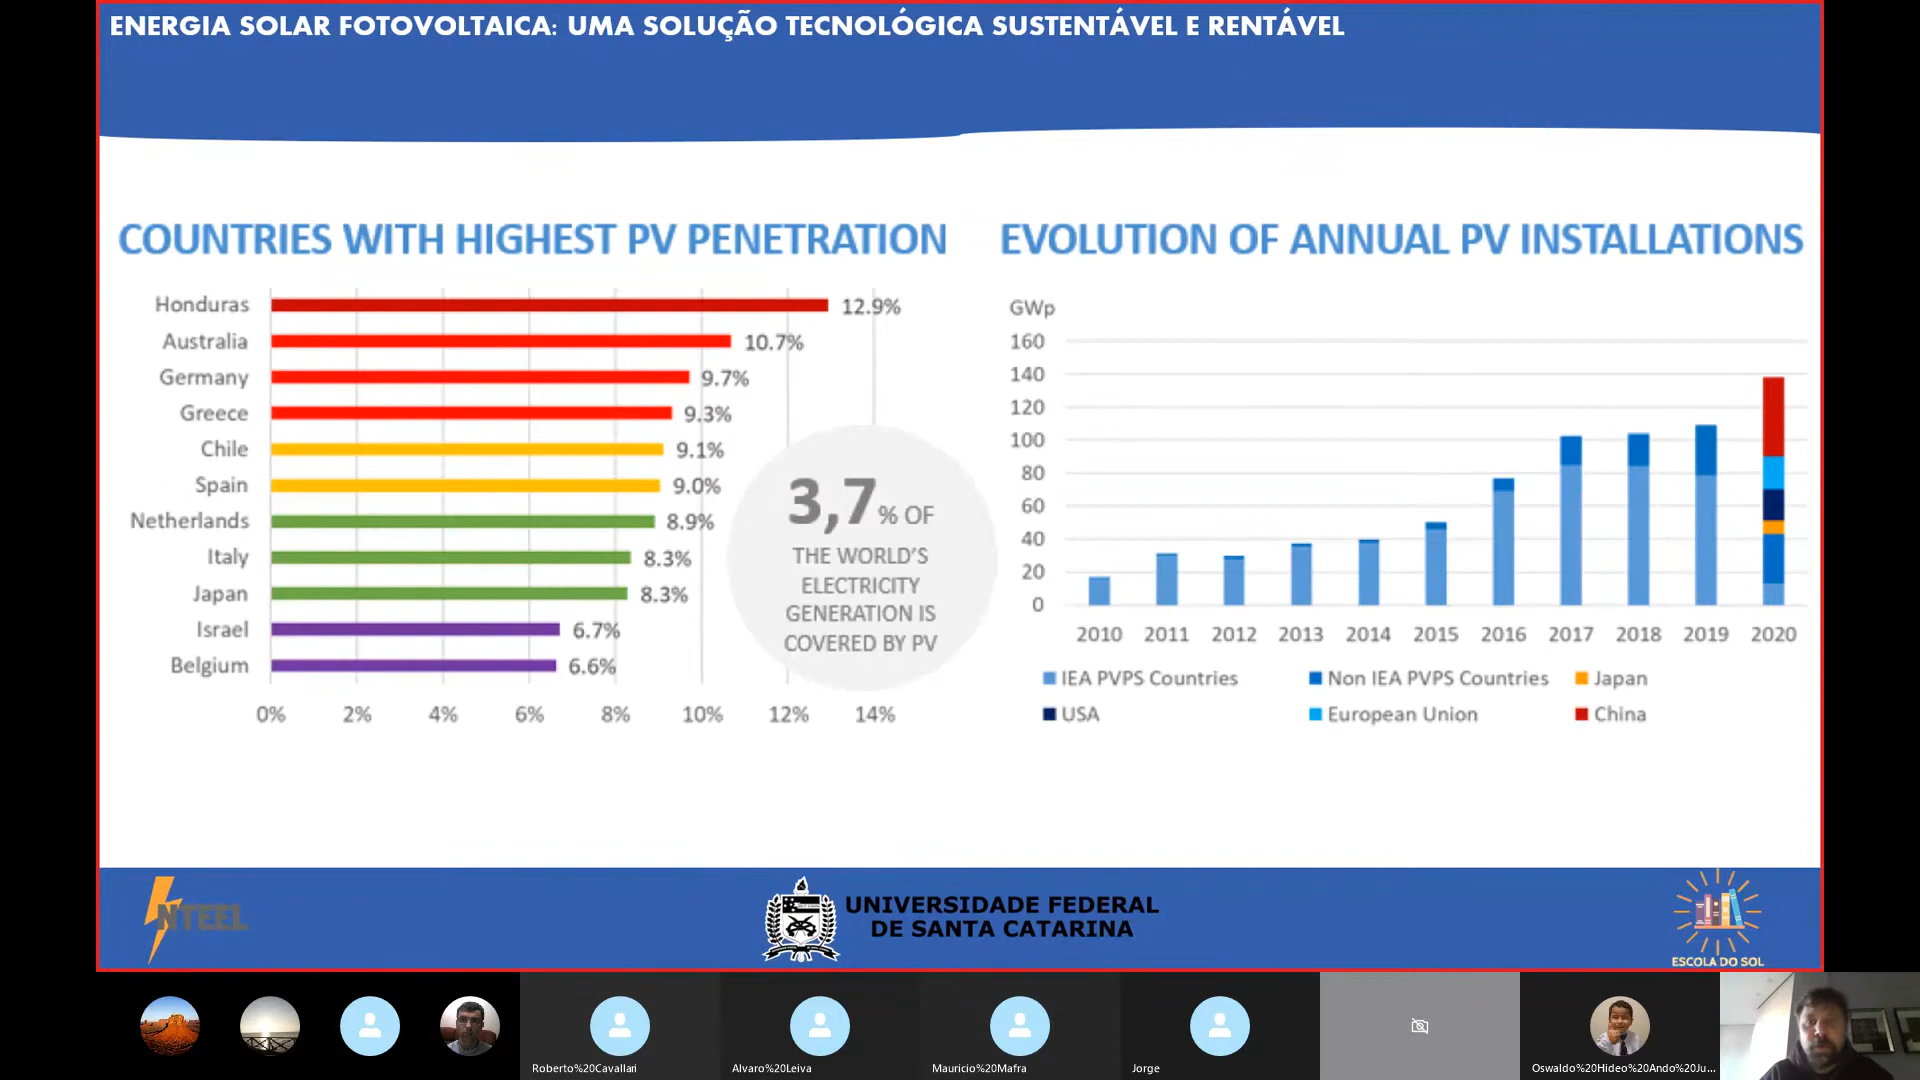 ENERGIA SOLAR FOTOVOLTAICA: UMA SOLUÇÃO TECNOLÓGICA SUSTENTÁVEL E RENTÁVEL
COUNTRIES WITH HIGHEST PV PENETRATION
Honduras 12.9%
Australia 10.7%
Germany 9.7%
Greece 9.3%
Chile 9.1%
Spain 9.0%
Netherlands 8.9%
Italy 8.3%
Japan 8.3%
Israel 6.7%
Belgium 6.6%
0% 2% 4% 6% 8% 10% 12% 14%
3,7 % OF
THE WORLD'S
ELECTRICITY
GENERATION IS
COVERED BY PV
EVOLUTION OF ANNUAL PV INSTALLATIONS
GWp
160
140
120
100
80
60
40
20
0
2010 2011 2012 2013 2014 2015 2016 2017 2018 2019 2020
IEA PVPS Countries Non IEA PVPS Countries Japan
USA European Union China
NTEEL
UNIVERSIDADE FEDERAL
DE SANTA CATARINA
ESCOLA DO SOL
Roberto%20Cavallari
Alvaro%20Leiva
Mauricio%20Mafra
Jorge
Oswaldo%20Hideo%20Ando%20Ju...